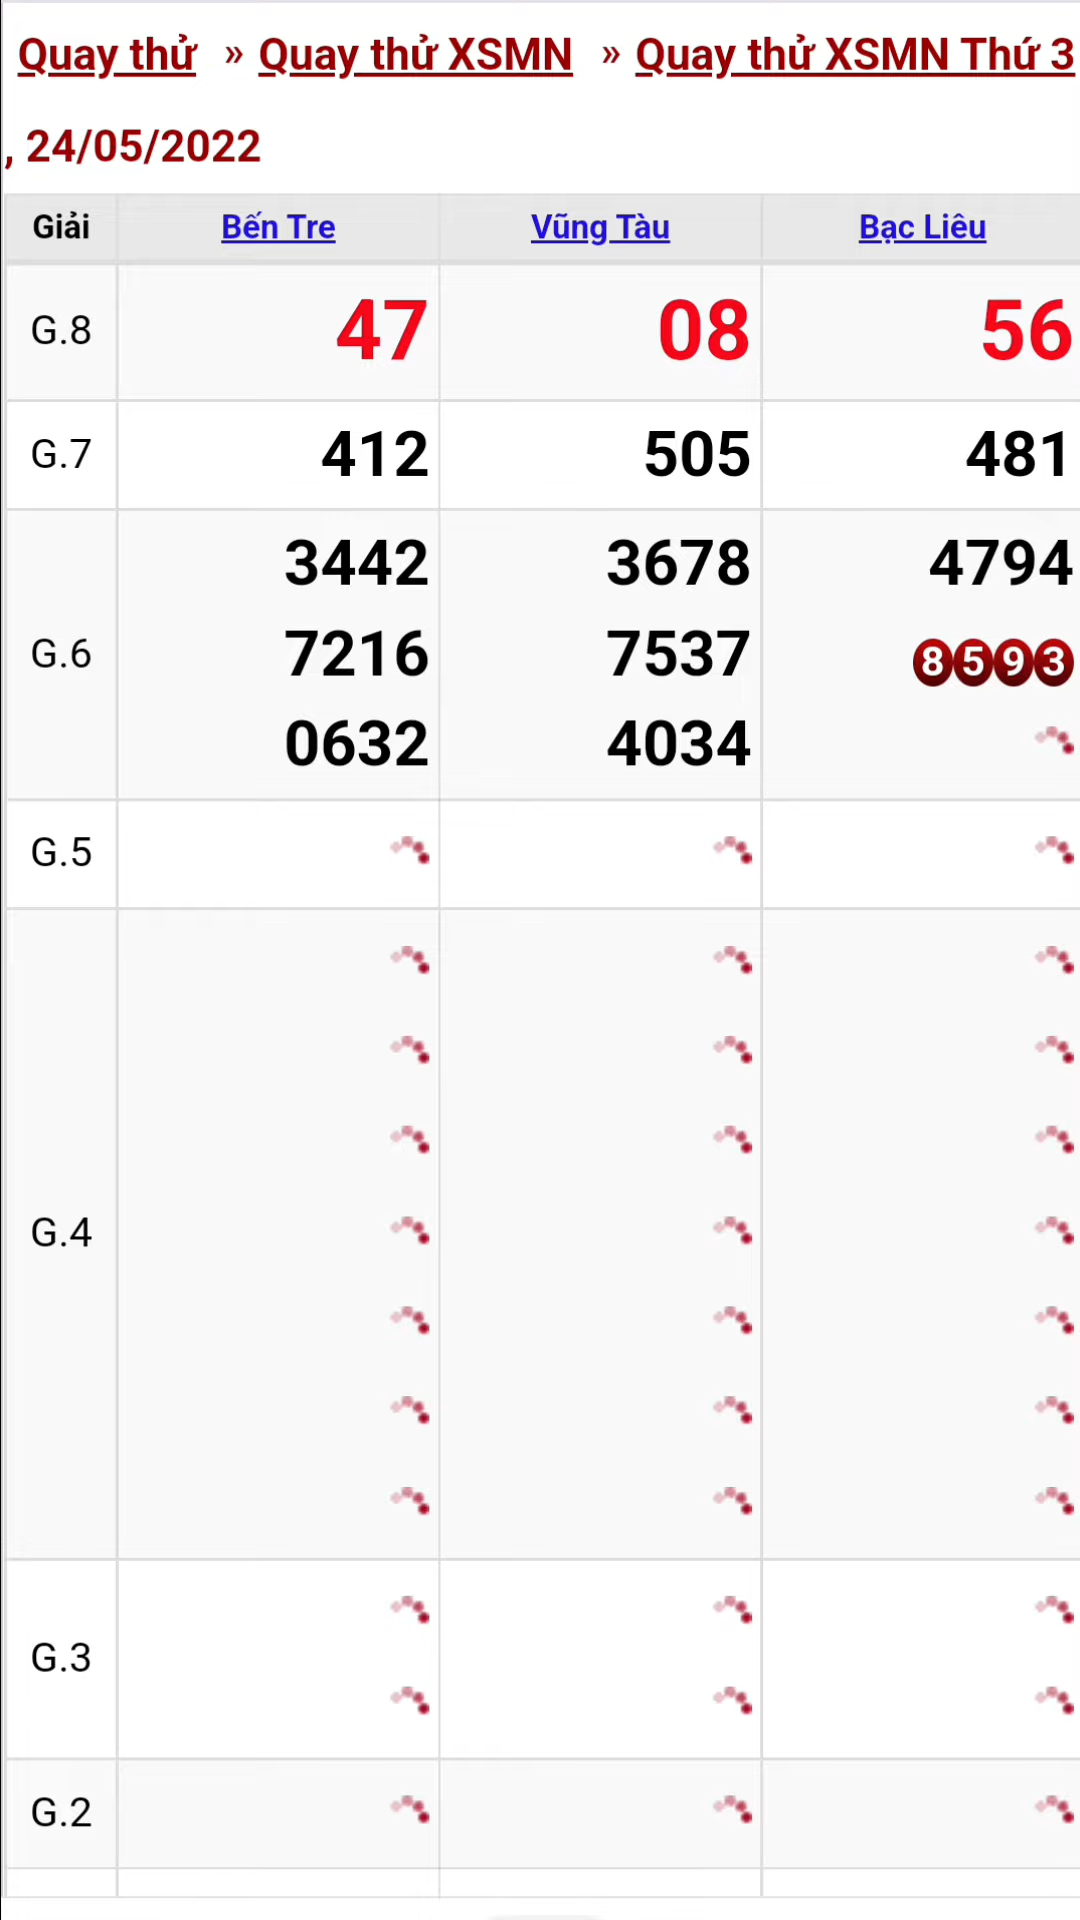 Quay thử » Quay thử XSMN » Quay thử XSMN Thứ 3
, 24/05/2022
Giải Bến Tre Vũng Tàu Bạc Liêu
G.8 47 08 56
G.7 412 505 481
3442 3678 4794
G.6 7216 7537 8593
0632 4034
G.5
G.4
G.3
G.2